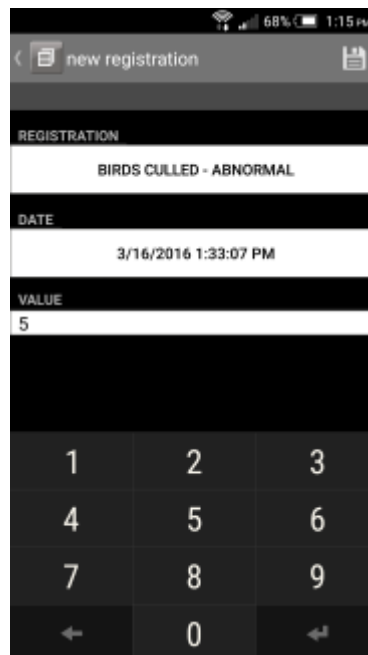 68% 1:15 PM
new registration
REGISTRATION
BIRDS CULLED - ABNORMAL
DATE
3/16/2016 1:33:07 PM
VALUE
5
1 2 3
4 5 6
7 8 9
0